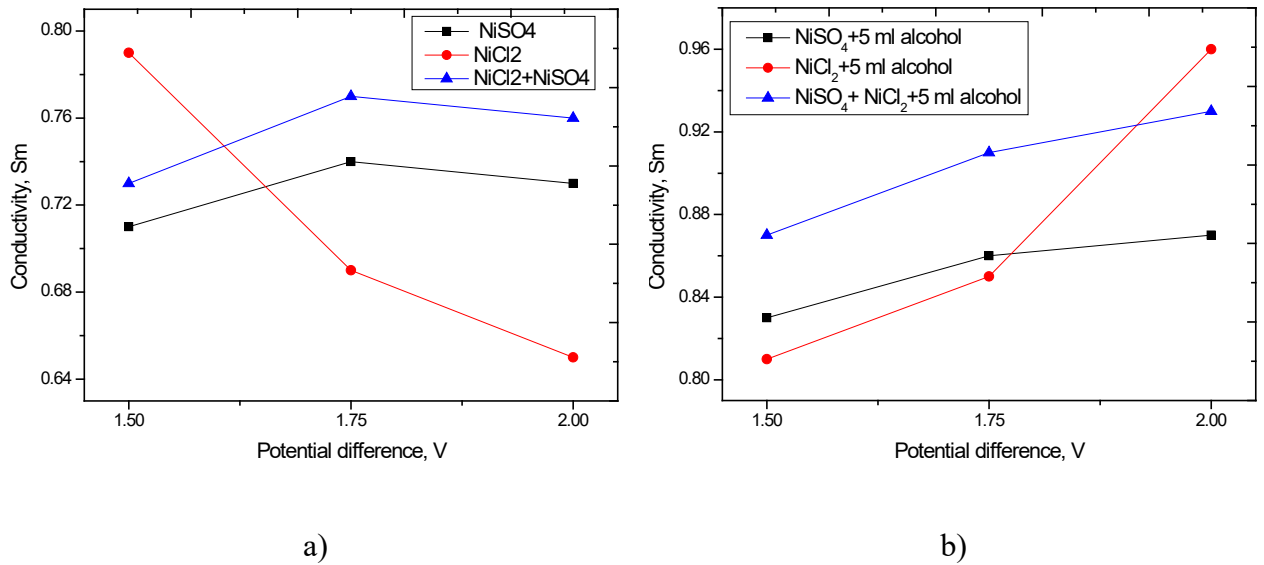 0.80
0.76
0.72
0.68
0.64
Conductivity, Sm
NiSO4
NiCl2
NiCl2+NiSO4
1.50
1.75
2.00
Potential difference, V
a)
0.96
0.92
0.88
0.84
0.80
Conductivity, Sm
NiSO₄+5 ml alcohol
NiCl₂+5 ml alcohol
NiSO₄+ NiCl₂+5 ml alcohol
1.50
1.75
2.00
Potential difference, V
b)